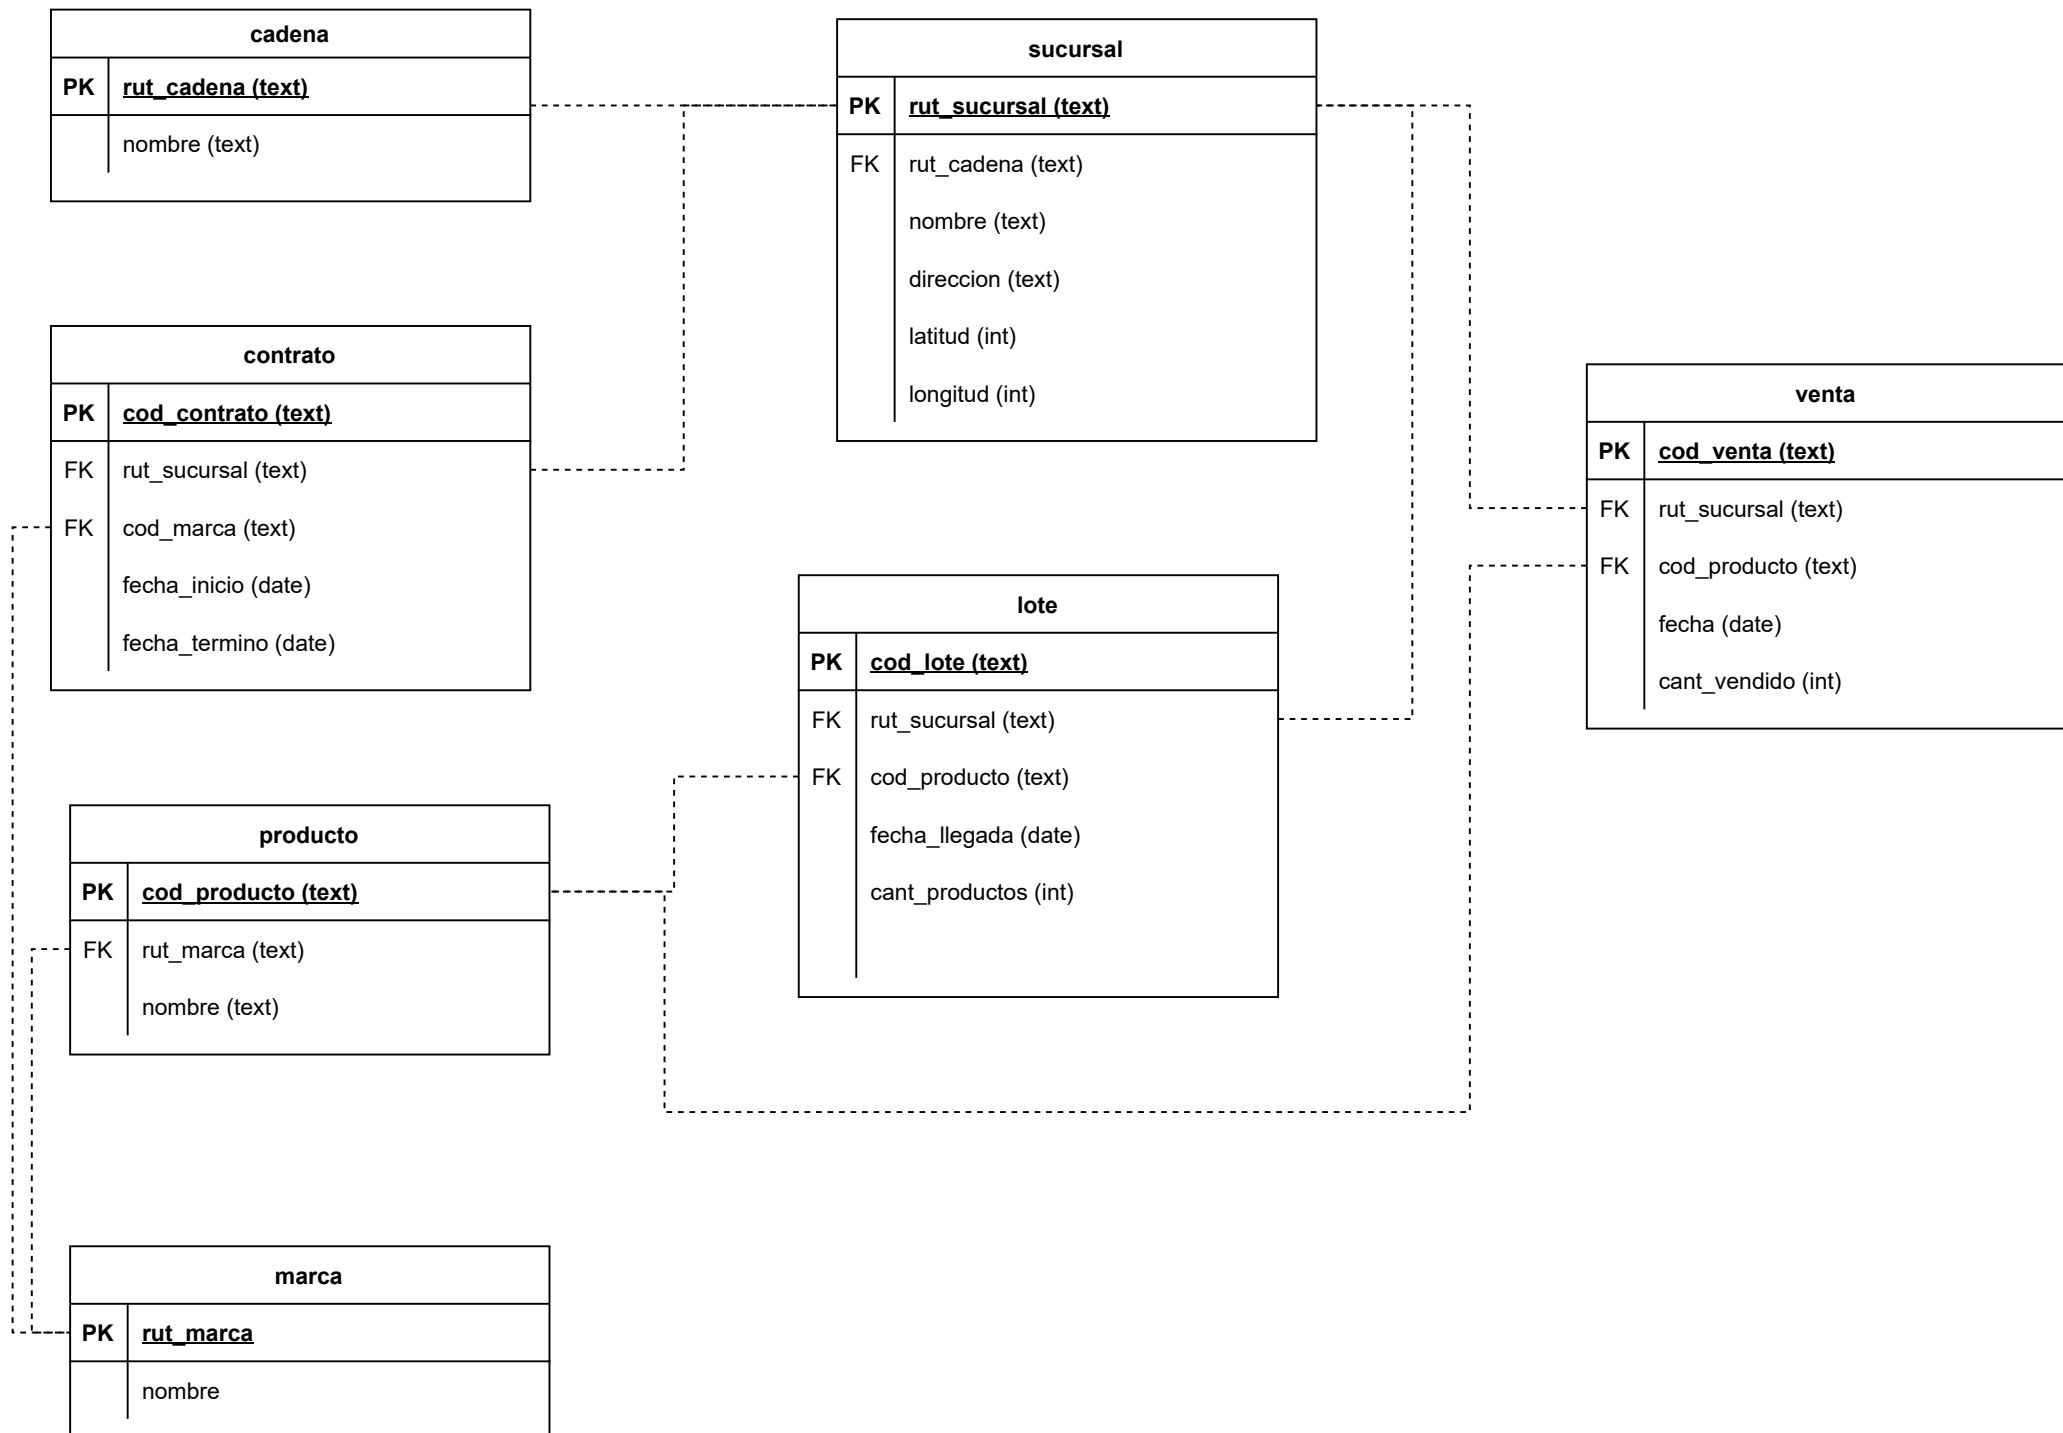 cadena
PK rut_cadena (text)
nombre (text)
sucursal
PK rut_sucursal (text)
FK rut_cadena (text)
nombre (text)
direccion (text)
latitud (int)
longitud (int)
contrato
PK cod_contrato (text)
FK rut_sucursal (text)
FK cod_marca (text)
fecha_inicio (date)
fecha_termino (date)
venta
PK cod_venta (text)
FK rut_sucursal (text)
FK cod_producto (text)
fecha (date)
cant_vendido (int)
lote
PK cod_lote (text)
FK rut_sucursal (text)
FK cod_producto (text)
fecha_llegada (date)
cant_productos (int)
producto
PK cod_producto (text)
FK rut_marca (text)
nombre (text)
marca
PK rut_marca
nombre